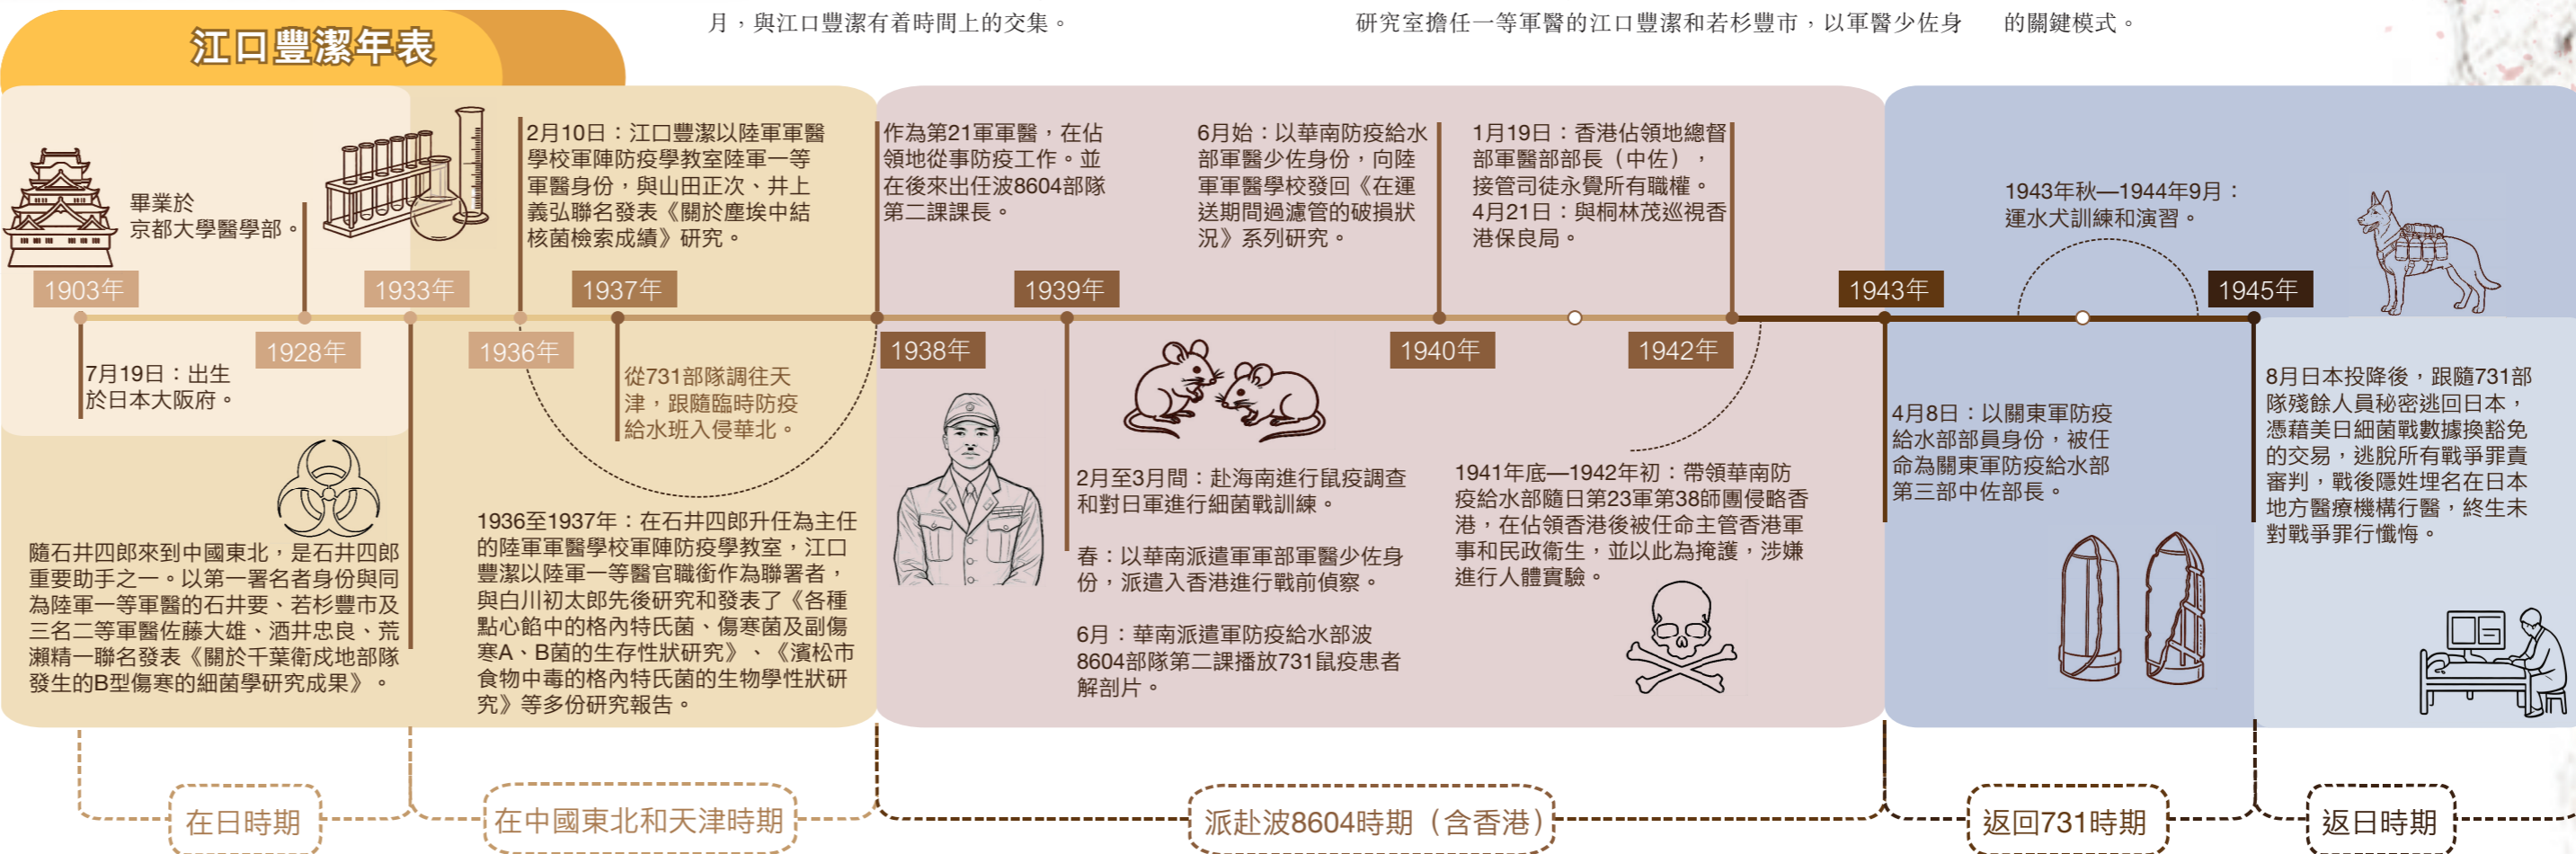 月，與江口豐潔有着時間上的交集。
研究室擔任一等軍醫的江口豐潔和若杉豐市，以軍醫少佐身
的關鍵模式。
江口豐潔年表
1903年
7月19日：出生
於日本大阪府。
畢業於
京都大學醫學部。
1928年
1933年
隨石井四郎來到中國東北，是石井四郎
重要助手之一。以第一署名者身份與同
為陸軍一等軍醫的石井要、若杉豐市及
三名二等軍醫佐藤大雄、酒井忠良、荒
瀨精一聯名發表《關於千葉衛戍地部隊
發生的B型傷寒的細菌學研究成果》。
2月10日：江口豐潔以陸軍軍醫
學校軍陣防疫學教室陸軍一等
軍醫身份，與山田正次、井上
義弘聯名發表《關於塵埃中結
核菌檢索成績》研究。
1936年
1937年
從731部隊調往天
津，跟隨臨時防疫
給水班入侵華北。
1936至1937年：在石井四郎升任為主任
的陸軍軍醫學校軍陣防疫學教室，江口
豐潔以陸軍一等醫官職銜作為聯署者，
與白川初太郎先後研究和發表了《各種
點心餡中的格內特氏菌、傷寒菌及副傷
寒A、B菌的生存性狀研究》、《濱松市
食物中毒的格內特氏菌的生物學性狀研
究》等多份研究報告。
作為第21軍軍醫，在佔
領地從事防疫工作。並
在後來出任波8604部隊
第二課課長。
1938年
1939年
2月至3月間：赴海南進行鼠疫調查
和對日軍進行細菌戰訓練。
春：以華南派遣軍軍部軍醫少佐身
份，派遣入香港進行戰前偵察。
6月：華南派遣軍防疫給水部波
8604部隊第二課播放731鼠疫患者
解剖片。
6月始：以華南防疫給水
部軍醫少佐身份，向陸
軍軍醫學校發回《在運
送期間過濾管的破損狀
況》系列研究。
1940年
1月19日：香港佔領地總督
部軍醫部部長（中佐），
接管司徒永覺所有職權。
4月21日：與桐林茂巡視香
港保良局。
1942年
1941年底—1942年初：帶領華南防
疫給水部隨日第23軍第38師團侵略香
港，在佔領香港後被任命主管香港軍
事和民政衞生，並以此為掩護，涉嫌
進行人體實驗。
1943年
4月8日：以關東軍防疫
給水部部員身份，被任
命為關東軍防疫給水部
第三部中佐部長。
1943年秋—1944年9月：
運水犬訓練和演習。
1945年
8月日本投降後，跟隨731部
隊殘餘人員秘密逃回日本，
憑藉美日細菌戰數據換豁免
的交易，逃脫所有戰爭罪責
審判，戰後隱姓埋名在日本
地方醫療機構行醫，終生未
對戰爭罪行懺悔。
在日時期
在中國東北和天津時期
派赴波8604時期（含香港）
返回731時期
返日時期